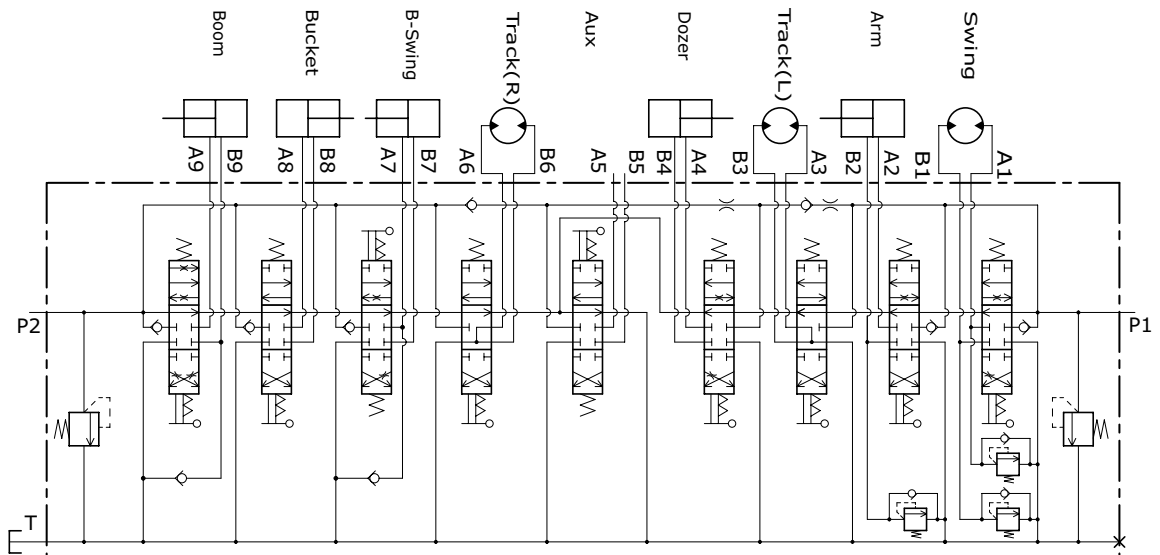 Boom
Bucket
B-Swing
Track(R)
Aux
Dozer
Track(L)
Arm
Swing
A9
B9
A8
B8
A7
B7
A6
B6
A5
B5
B4
A4
B3
A3
B2
A2
B1
A1
P2
P1
T